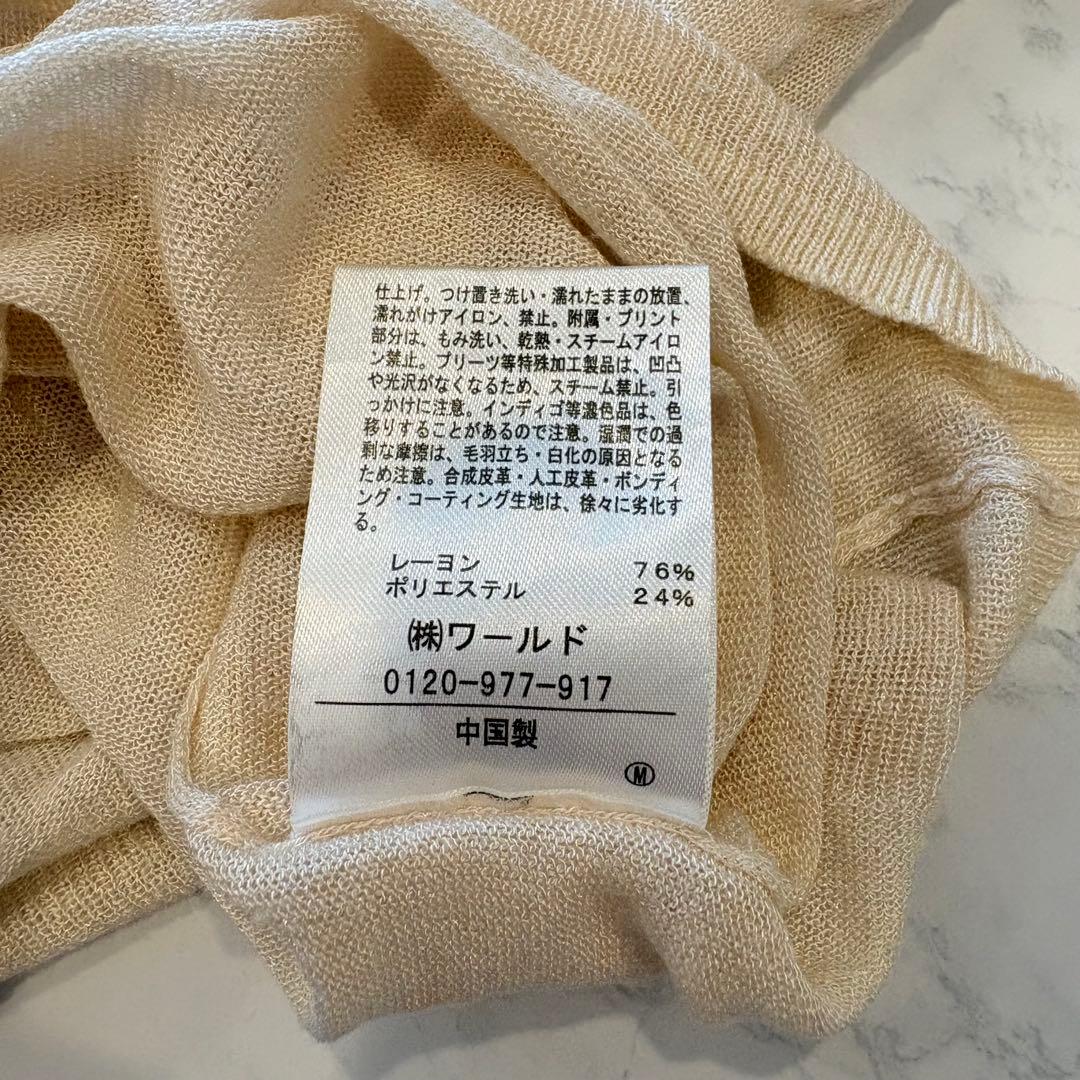 仕上げ。つけ置き洗い・濡れたままの放置、
濡れがけアイロン、禁止。附属・プリント
部分は、もみ洗い、乾熱・スチームアイロ
ン禁止。プリーツ等特殊加工製品は、凹凸
や光沢がなくなるため、スチーム禁止。引
っかけに注意。インディゴ等濃色品は、色
移りすることがあるので注意。湿潤での過
剰な摩擦は、毛羽立ち・白化の原因となる
ため注意。合成皮革・人工皮革・ボンディ
ング・コーティング生地は、徐々に劣化す
る。
レーヨン 76%
ポリエステル 24%
㈱ワールド
0120-977-917
中国製
Ⓜ